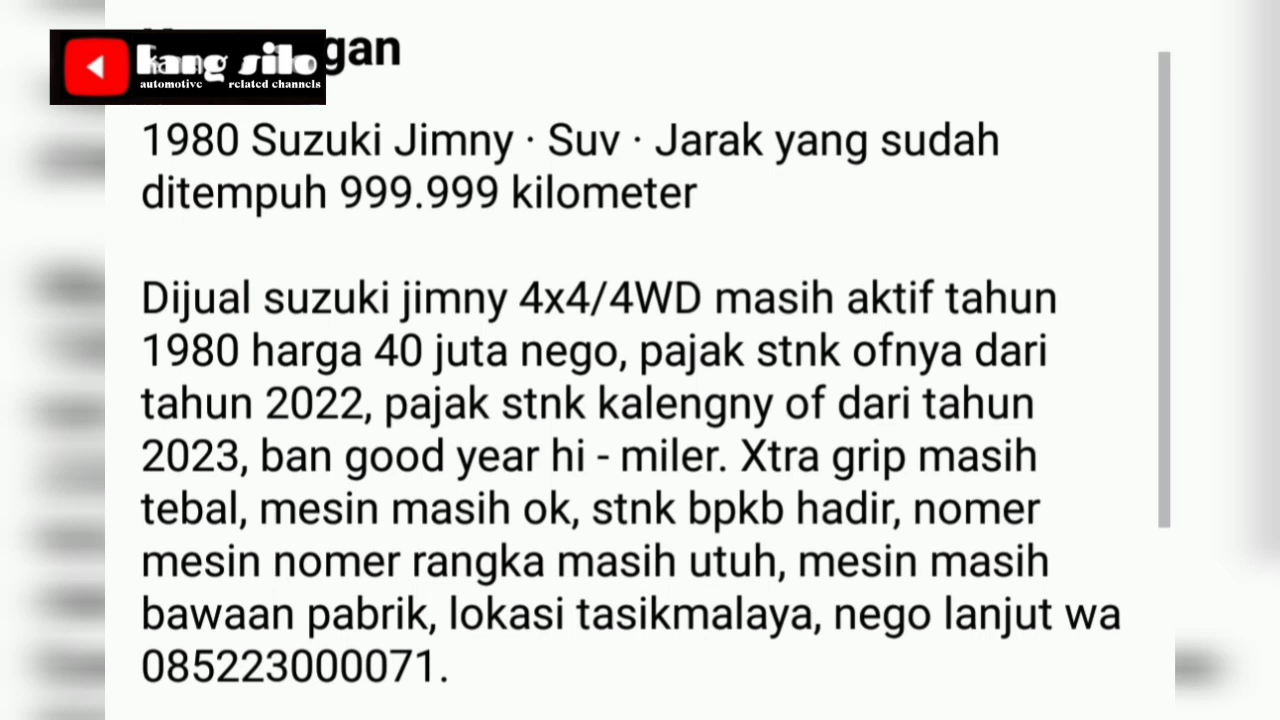 kang silo
automotive related channels
gan
1980 Suzuki Jimny · Suv · Jarak yang sudah
ditempuh 999.999 kilometer
Dijual suzuki jimny 4x4/4WD masih aktif tahun
1980 harga 40 juta nego, pajak stnk ofnya dari
tahun 2022, pajak stnk kalengny of dari tahun
2023, ban good year hi - miler. Xtra grip masih
tebal, mesin masih ok, stnk bpkb hadir, nomer
mesin nomer rangka masih utuh, mesin masih
bawaan pabrik, lokasi tasikmalaya, nego lanjut wa
085223000071.